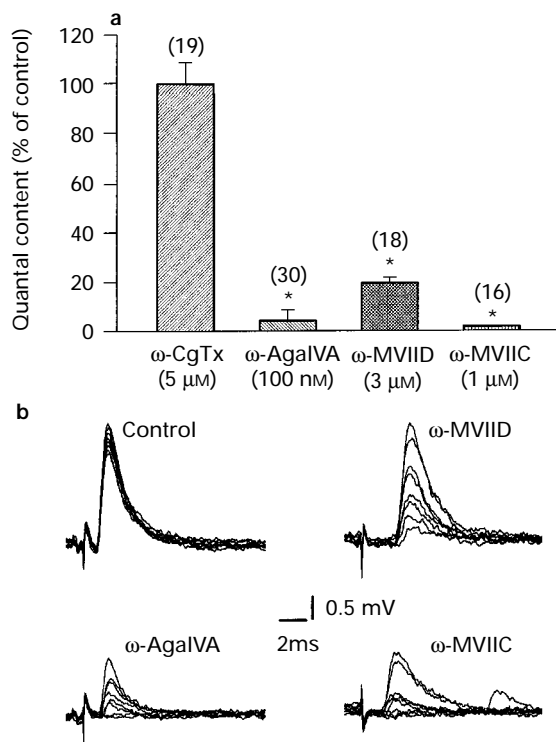 a
Quantal content (% of control)
120
100
80
60
40
20
0
(19)
(30)
*
(18)
*
(16)
*
ω-CgTx
(5 μM)
ω-AgaIVA
(100 nM)
ω-MVIID
(3 μM)
ω-MVIIC
(1 μM)
b
Control
ω-MVIID
0.5 mV
2ms
ω-AgaIVA
ω-MVIIC